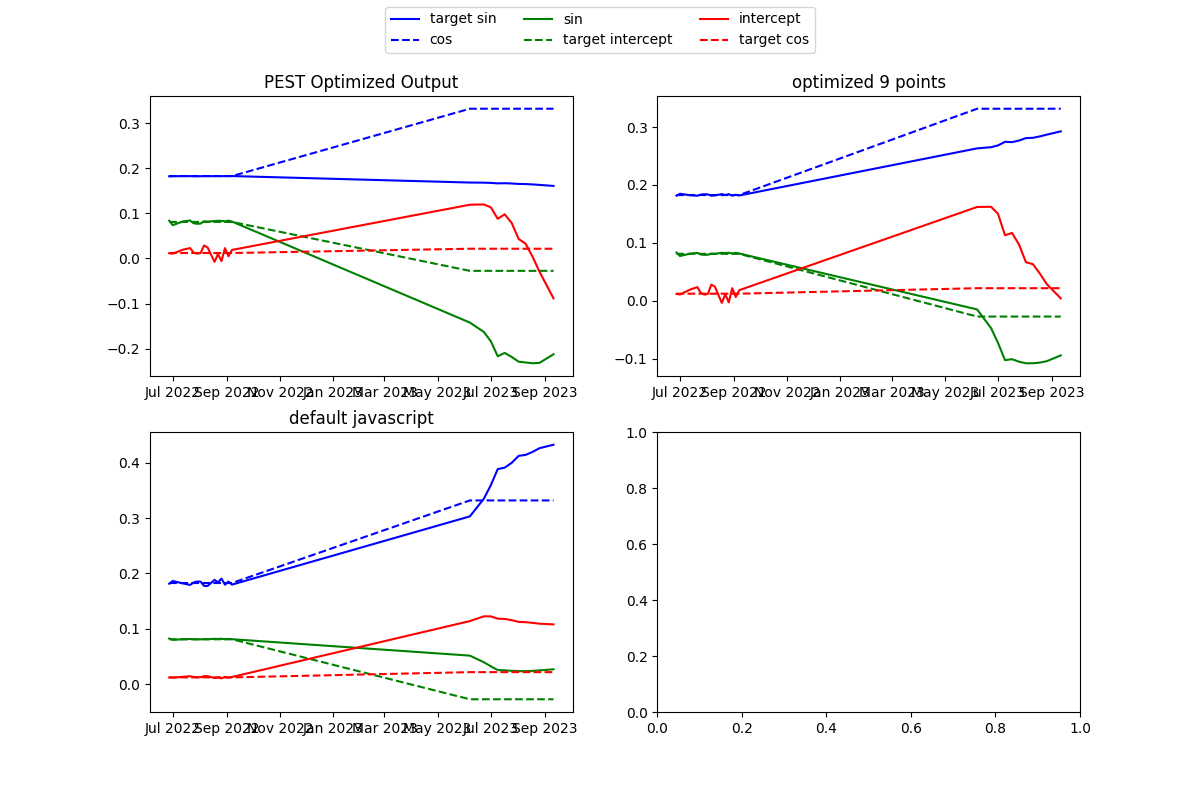 target sin sin intercept
cos target intercept target cos
PEST Optimized Output
0.3
0.2
0.1
0.0
−0.1
−0.2
Jul 2022 Sep 2022 Nov 2022 Jan 2023 Mar 2023 May 2023 Jul 2023 Sep 2023
optimized 9 points
0.3
0.2
0.1
0.0
−0.1
Jul 2022 Sep 2022 Nov 2022 Jan 2023 Mar 2023 May 2023 Jul 2023 Sep 2023
default javascript
0.4
0.3
0.2
0.1
0.0
Jul 2022 Sep 2022 Nov 2022 Jan 2023 Mar 2023 May 2023 Jul 2023 Sep 2023
1.0
0.8
0.6
0.4
0.2
0.0
0.0 0.2 0.4 0.6 0.8 1.0